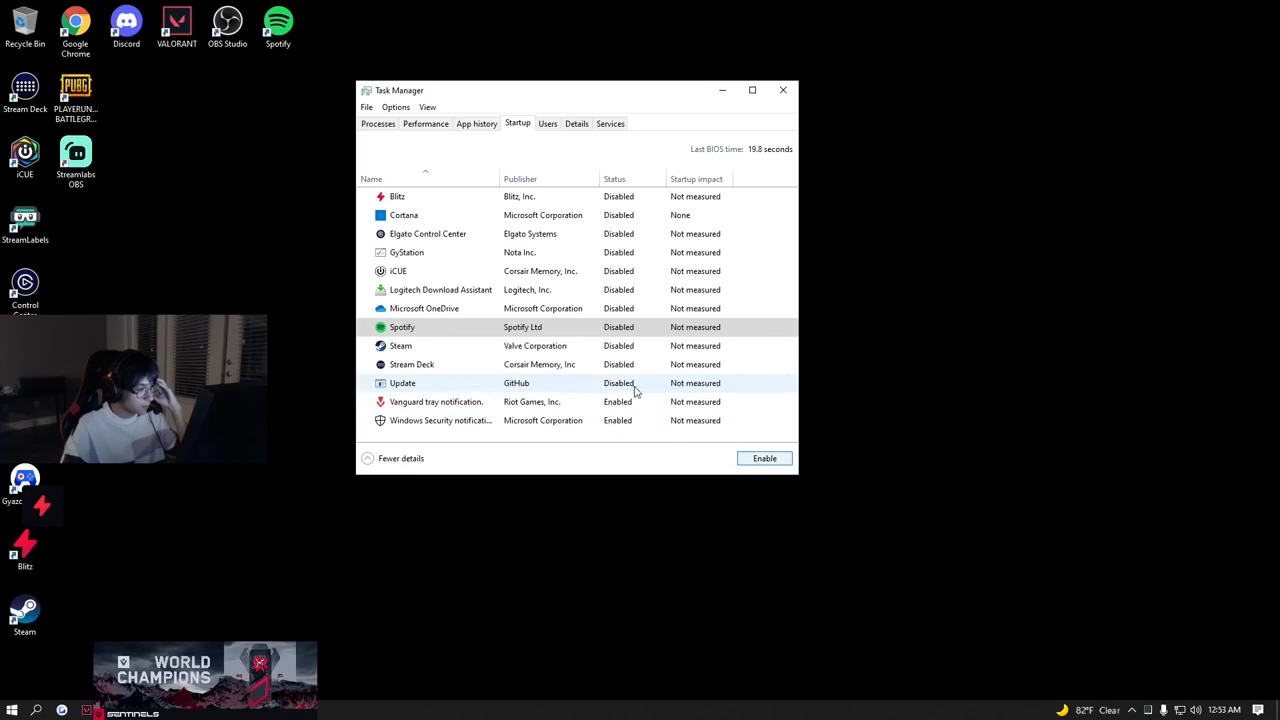 Recycle Bin
Google
Chrome
Discord
VALORANT
OBS Studio
Spotify
Stream Deck
PLAYERUN...
BATTLEGR...
PUBG
iCUE
Streamlabs
OBS
StreamLabels
Control
Gyazo
Blitz
Steam
Task Manager
File Options View
Processes Performance App history Startup Users Details Services
Last BIOS time: 19.8 seconds
Name Publisher Status Startup impact
Blitz Blitz, Inc. Disabled Not measured
Cortana Microsoft Corporation Disabled None
Elgato Control Center Elgato Systems Disabled Not measured
GyStation Nota Inc. Disabled Not measured
iCUE Corsair Memory, Inc. Disabled Not measured
Logitech Download Assistant Logitech, Inc. Disabled Not measured
Microsoft OneDrive Microsoft Corporation Disabled Not measured
Spotify Spotify Ltd Disabled Not measured
Steam Valve Corporation Disabled Not measured
Stream Deck Corsair Memory, Inc Disabled Not measured
Update GitHub Disabled Not measured
Vanguard tray notification. Riot Games, Inc. Enabled Not measured
Windows Security notificati... Microsoft Corporation Enabled Not measured
Fewer details
Enable
WORLD
CHAMPIONS
SENTINELS
82°F Clear
12:53 AM